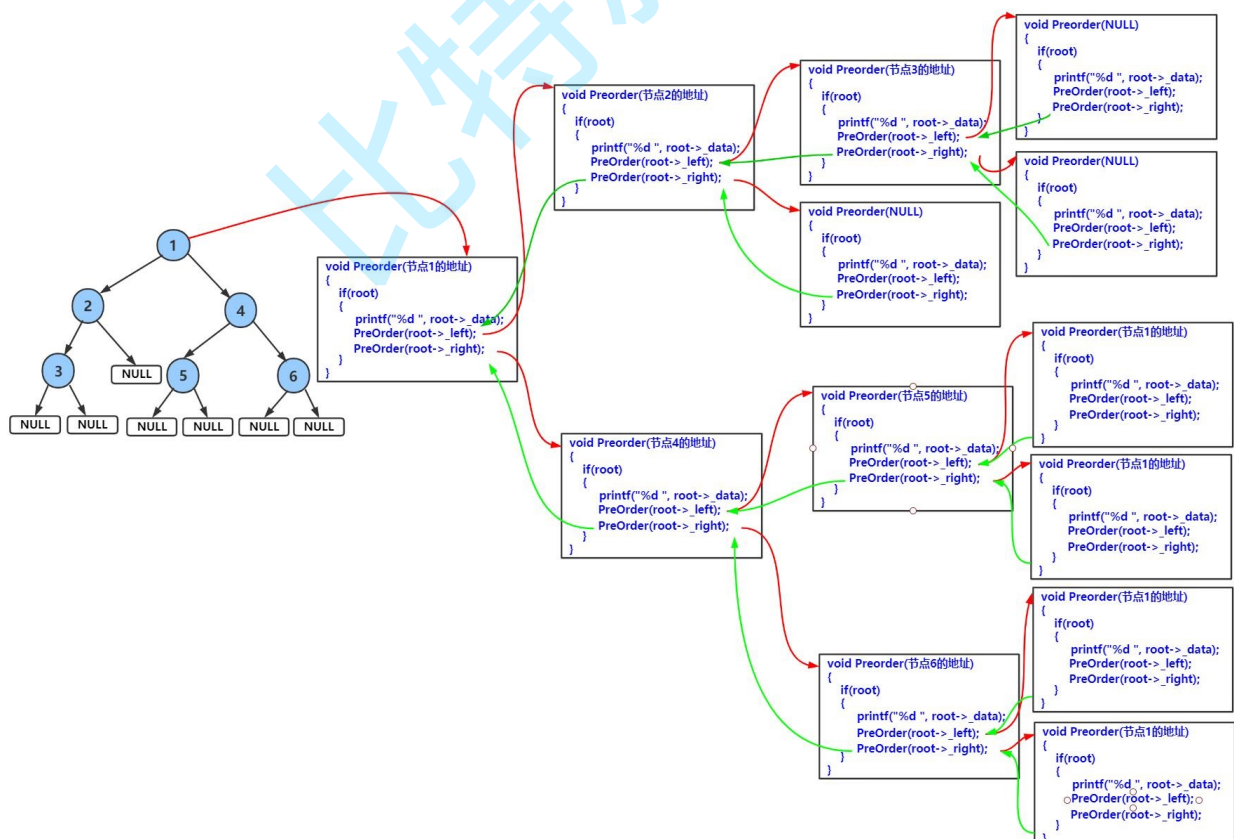 比特
1
2
4
3
NULL
5
6
NULL
NULL
NULL
NULL
NULL
NULL
void Preorder(节点1的地址)
{
if(root)
{
printf("%d ", root->_data);
PreOrder(root->_left);
PreOrder(root->_right);
}
}
void Preorder(节点2的地址)
{
if(root)
{
printf("%d ", root->_data);
PreOrder(root->_left);
PreOrder(root->_right);
}
}
void Preorder(节点3的地址)
{
if(root)
{
printf("%d ", root->_data);
PreOrder(root->_left);
PreOrder(root->_right);
}
}
void Preorder(NULL)
{
if(root)
{
printf("%d ", root->_data);
PreOrder(root->_left);
PreOrder(root->_right);
}
}
void Preorder(NULL)
{
if(root)
{
printf("%d ", root->_data);
PreOrder(root->_left);
PreOrder(root->_right);
}
}
void Preorder(NULL)
{
if(root)
{
printf("%d ", root->_data);
PreOrder(root->_left);
PreOrder(root->_right);
}
}
void Preorder(节点4的地址)
{
if(root)
{
printf("%d ", root->_data);
PreOrder(root->_left);
PreOrder(root->_right);
}
}
void Preorder(节点5的地址)
{
if(root)
{
printf("%d ", root->_data);
PreOrder(root->_left);
PreOrder(root->_right);
}
}
void Preorder(节点1的地址)
{
if(root)
{
printf("%d ", root->_data);
PreOrder(root->_left);
PreOrder(root->_right);
}
}
void Preorder(节点1的地址)
{
if(root)
{
printf("%d ", root->_data);
PreOrder(root->_left);
PreOrder(root->_right);
}
}
void Preorder(节点6的地址)
{
if(root)
{
printf("%d ", root->_data);
PreOrder(root->_left);
PreOrder(root->_right);
}
}
void Preorder(节点1的地址)
{
if(root)
{
printf("%d ", root->_data);
PreOrder(root->_left);
PreOrder(root->_right);
}
}
void Preorder(节点1的地址)
{
if(root)
{
printf("%d ", root->_data);
PreOrder(root->_left);
PreOrder(root->_right);
}
}